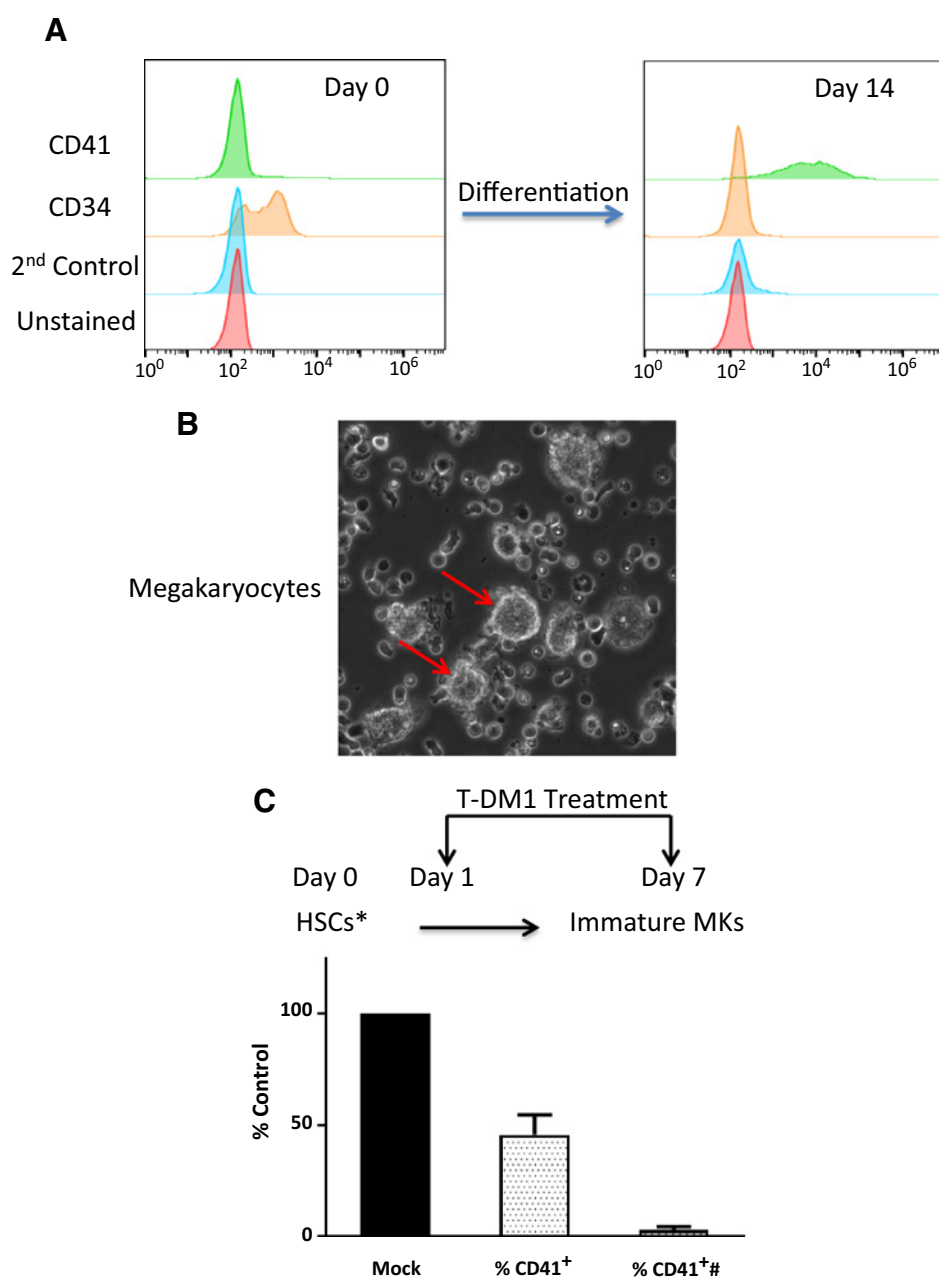 A
Day 0
Day 14
CD41
CD34
2nd Control
Unstained
Differentiation
10^0 10^2 10^4 10^6
10^0 10^2 10^4 10^6
B
Megakaryocytes
C
T-DM1 Treatment
Day 0 Day 1 Day 7
HSCs* Immature MKs
% Control
100
50
0
Mock % CD41+ % CD41+#